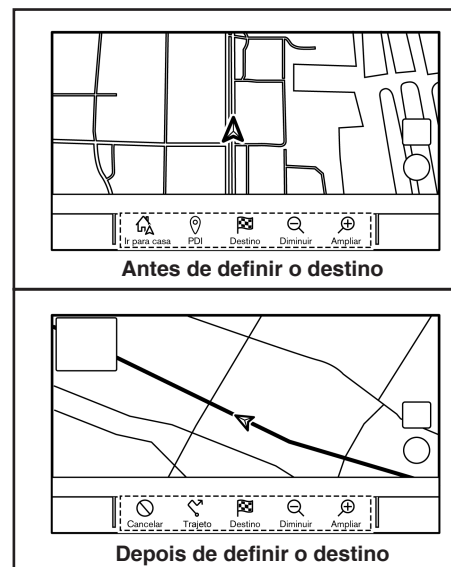 Ir para casa PDI Destino Diminuir Ampliar
Antes de definir o destino
Cancelar Trajeto Destino Diminuir Ampliar
Depois de definir o destino